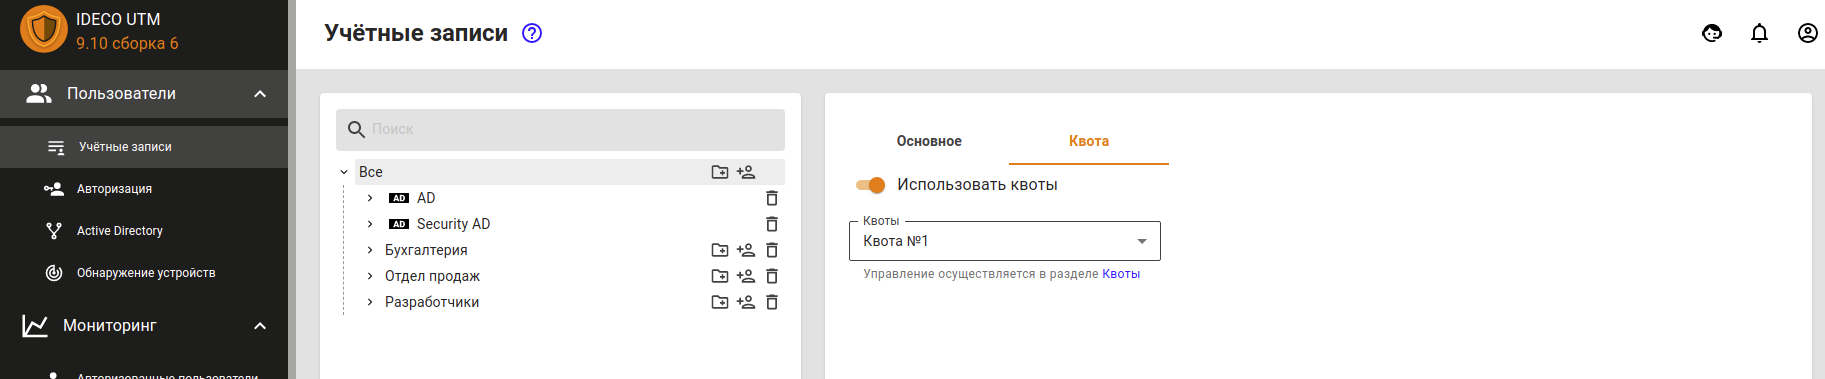 IDECO UTM
9.10 сборка 6
Пользователи
Учётные записи
Авторизация
Active Directory
Обнаружение устройств
Мониторинг
Авторизованные пользователи
Учётные записи
Поиск
Все
AD AD
AD Security AD
Бухгалтерия
Отдел продаж
Разработчики
Основное Квота
Использовать квоты
Квоты
Квота №1
Управление осуществляется в разделе Квоты